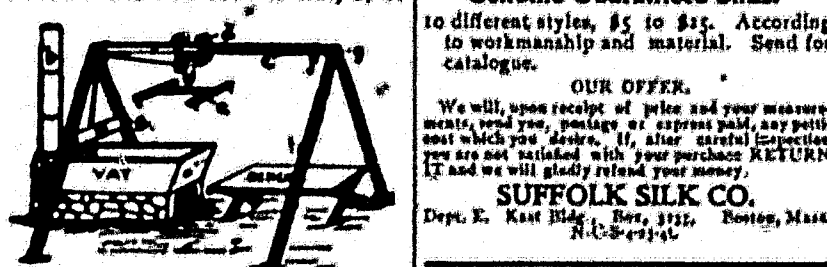 VAT
10 different styles, $5 to $25. According
to workmanship and material. Send for
catalogue.
OUR OFFER.
We will, upon receipt of price and your measure-
ments, send you, postage or express paid, any petti-
coat which you desire. If, after careful inspection
you are not satisfied with your purchase RETURN
IT and we will gladly refund your money.
SUFFOLK SILK CO.
Dept. E. Kast Bldg., Box, Boston, Mass